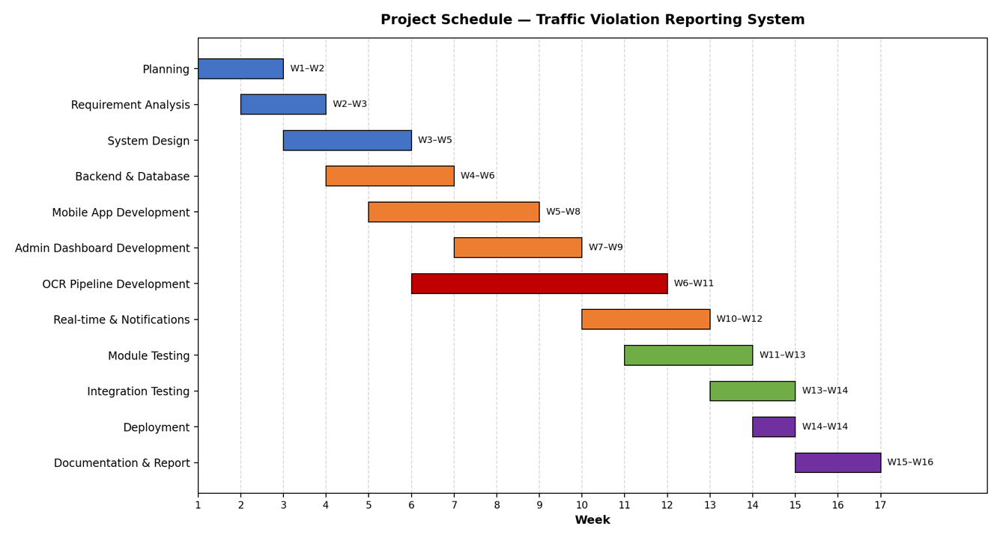 Project Schedule — Traffic Violation Reporting System
Planning W1–W2
Requirement Analysis W2–W3
System Design W3–W5
Backend & Database W4–W6
Mobile App Development W5–W8
Admin Dashboard Development W7–W9
OCR Pipeline Development W6–W11
Real-time & Notifications W10–W12
Module Testing W11–W13
Integration Testing W13–W14
Deployment W14–W14
Documentation & Report W15–W16
1 2 3 4 5 6 7 8 9 10 11 12 13 14 15 16 17
Week